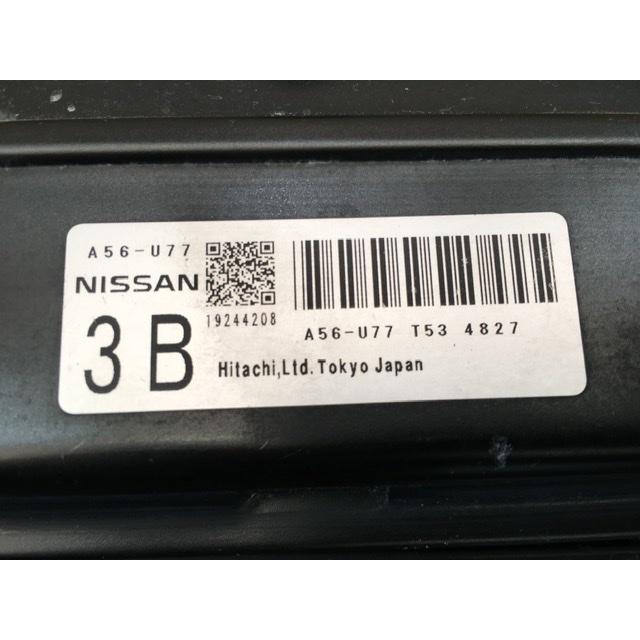 A56-U77
NISSAN
3B
19244208
A56-U77 T53 4827
Hitachi,Ltd.Tokyo Japan